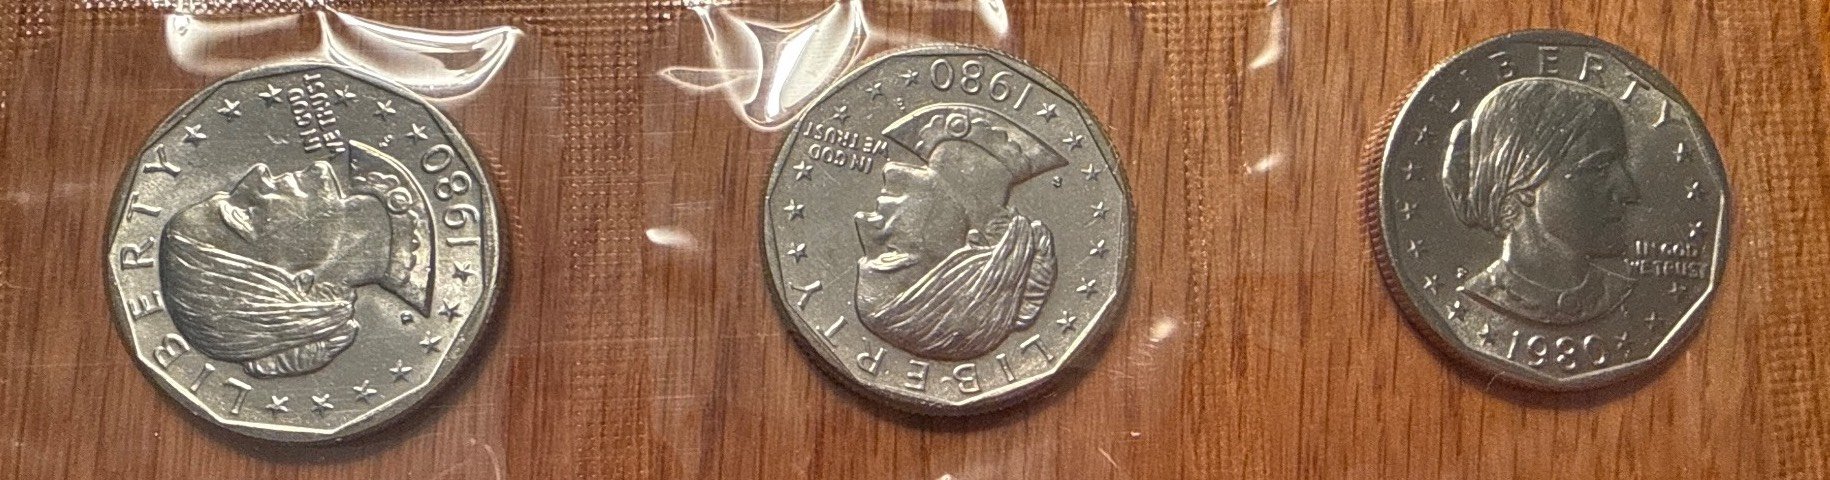 LIBERTY
IN GOD
WE TRUST
1980
D
LIBERTY
IN GOD
WE TRUST
1980
S
LIBERTY
IN GOD
WE TRUST
1980
P